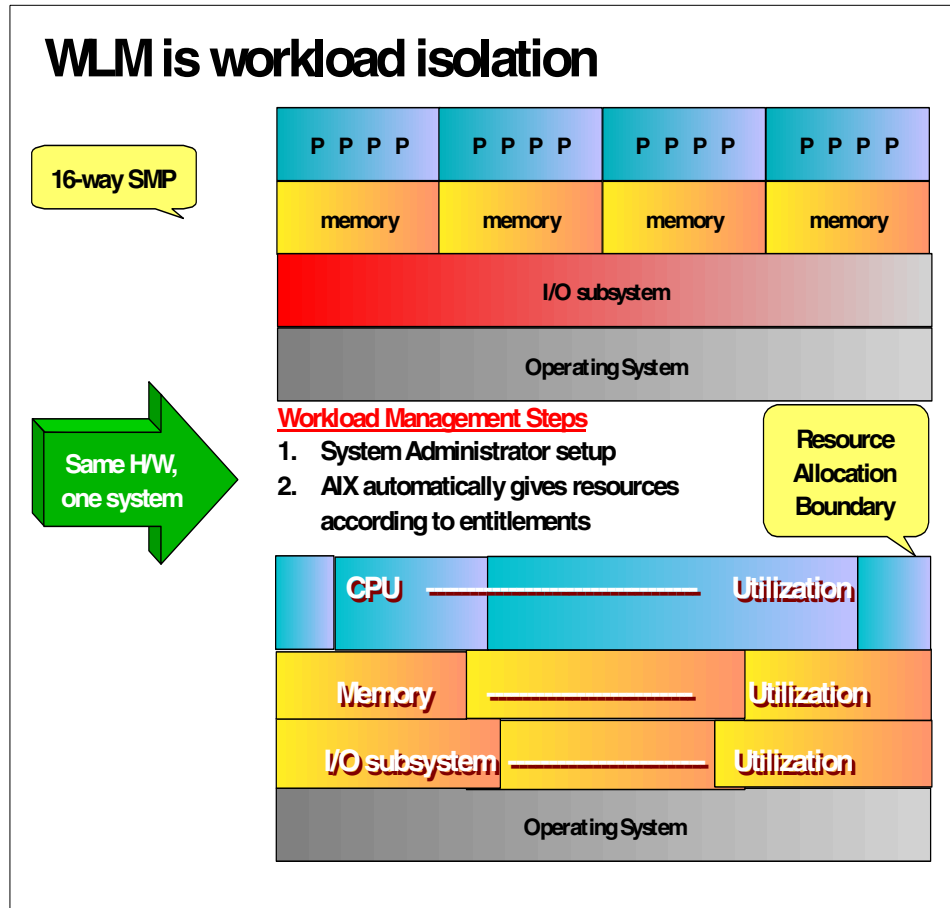 WLM is workload isolation
16-way SMP
P P P P P P P P P P P P P P P P
memory memory memory memory
I/O subsystem
Operating System
Same H/W,
one system
Workload Management Steps
1. System Administrator setup
2. AIX automatically gives resources
according to entitlements
Resource
Allocation
Boundary
CPU Utilization
Memory Utilization
I/O subsystem Utilization
Operating System